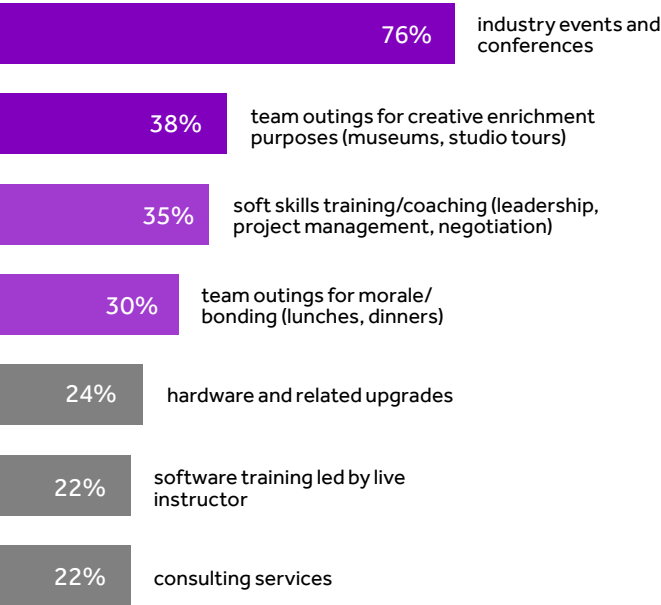 76%
industry events and
conferences
38%
team outings for creative enrichment
purposes (museums, studio tours)
35%
soft skills training/coaching (leadership,
project management, negotiation)
30%
team outings for morale/
bonding (lunches, dinners)
24%
hardware and related upgrades
22%
software training led by live
instructor
22%
consulting services